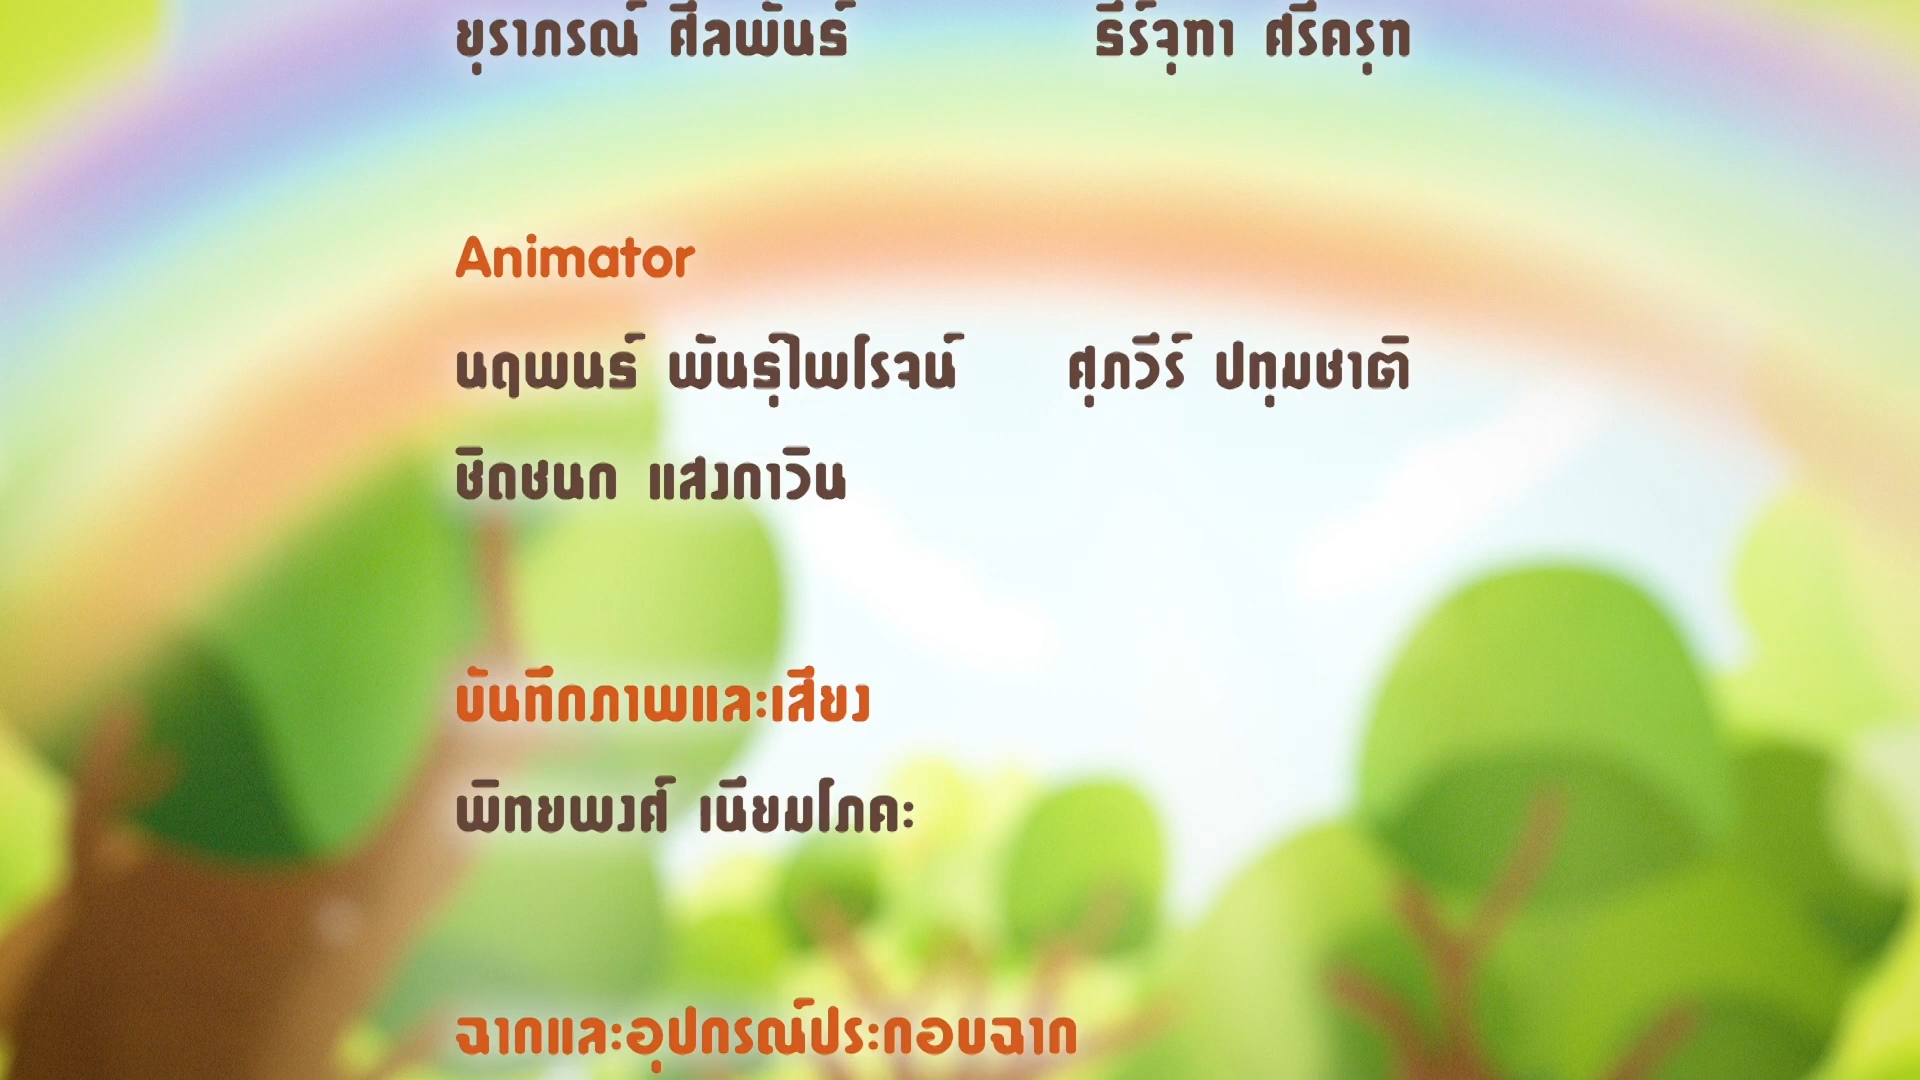 ยุราภรณ์ ศีลพันธ์ ธีร์จุฑา ศรีครุฑ
Animator
นฤพนธ์ พันธุ์ไพโรจน์ ศุภวีร์ ปทุมชาติ
ชิดชนก แสงกาวิน
บันทึกภาพและเสียง
พิทยพงศ์ เนียมโภคะ
ฉากและอุปกรณ์ประกอบฉาก